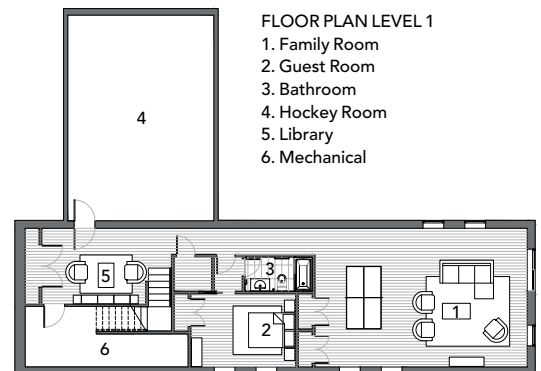 FLOOR PLAN LEVEL 1
1. Family Room
2. Guest Room
3. Bathroom
4. Hockey Room
5. Library
6. Mechanical
4
5
3
1
2
6